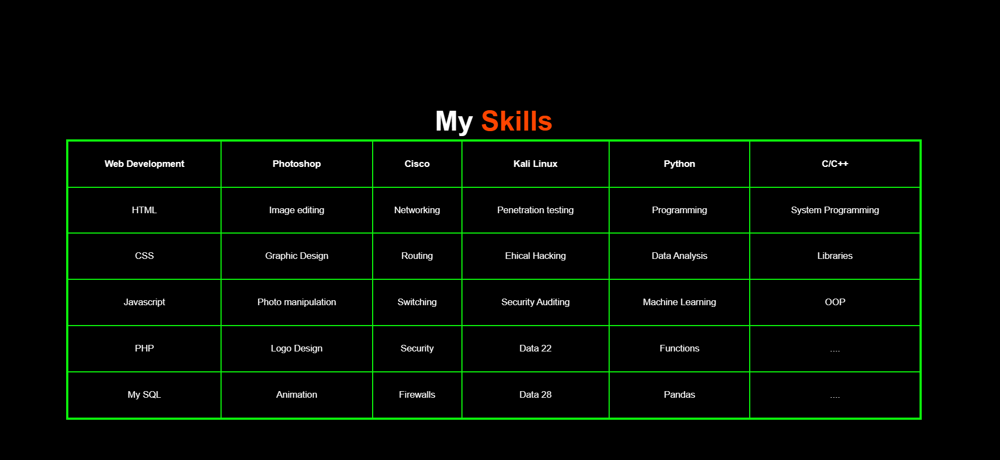 My Skills
Web Development Photoshop Cisco Kali Linux Python C/C++
HTML Image editing Networking Penetration testing Programming System Programming
CSS Graphic Design Routing Ehical Hacking Data Analysis Libraries
Javascript Photo manipulation Switching Security Auditing Machine Learning OOP
PHP Logo Design Security Data 22 Functions ....
My SQL Animation Firewalls Data 28 Pandas ....